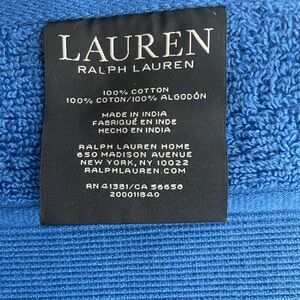 LAUREN
RALPH LAUREN
100% COTTON
100% COTON/100% ALGODÓN
MADE IN INDIA
FABRIQUÉ EN INDE
HECHO EN INDIA
RALPH LAUREN HOME
650 MADISON AVENUE
NEW YORK, NY 10022
RALPHLAUREN.COM
RN 41381/CA 36658
200011840